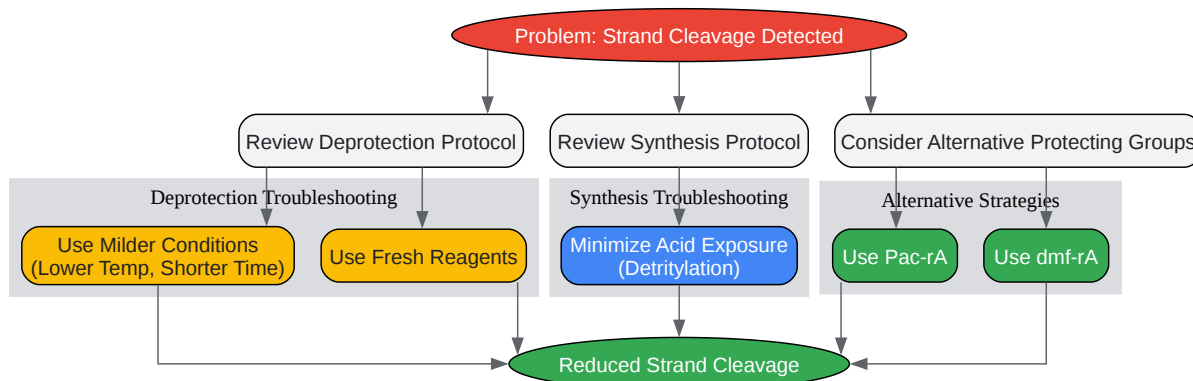 Problem: Strand Cleavage Detected
Review Deprotection Protocol
Review Synthesis Protocol
Consider Alternative Protecting Groups
Deprotection Troubleshooting
Synthesis Troubleshooting
Alternative Strategies
Use Milder Conditions
(Lower Temp, Shorter Time)
Use Fresh Reagents
Minimize Acid Exposure
(Detritylation)
Use Pac-rA
Use dmf-rA
Reduced Strand Cleavage